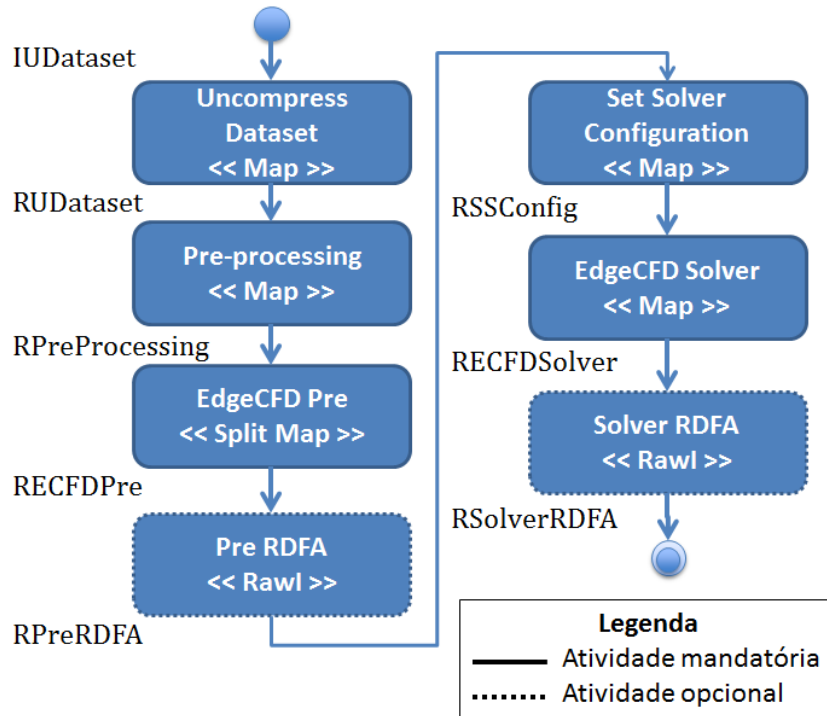 IUDataset
Uncompress
Dataset
<< Map >>
RUDataset
Pre-processing
<< Map >>
RPreProcessing
EdgeCFD Pre
<< Split Map >>
RECFDPre
Pre RDFA
<< Rawl >>
RPreRDFA
Set Solver
Configuration
<< Map >>
RSSConfig
EdgeCFD Solver
<< Map >>
RECFDSolver
Solver RDFA
<< Rawl >>
RSolverRDFA
Legenda
Atividade mandatória
Atividade opcional